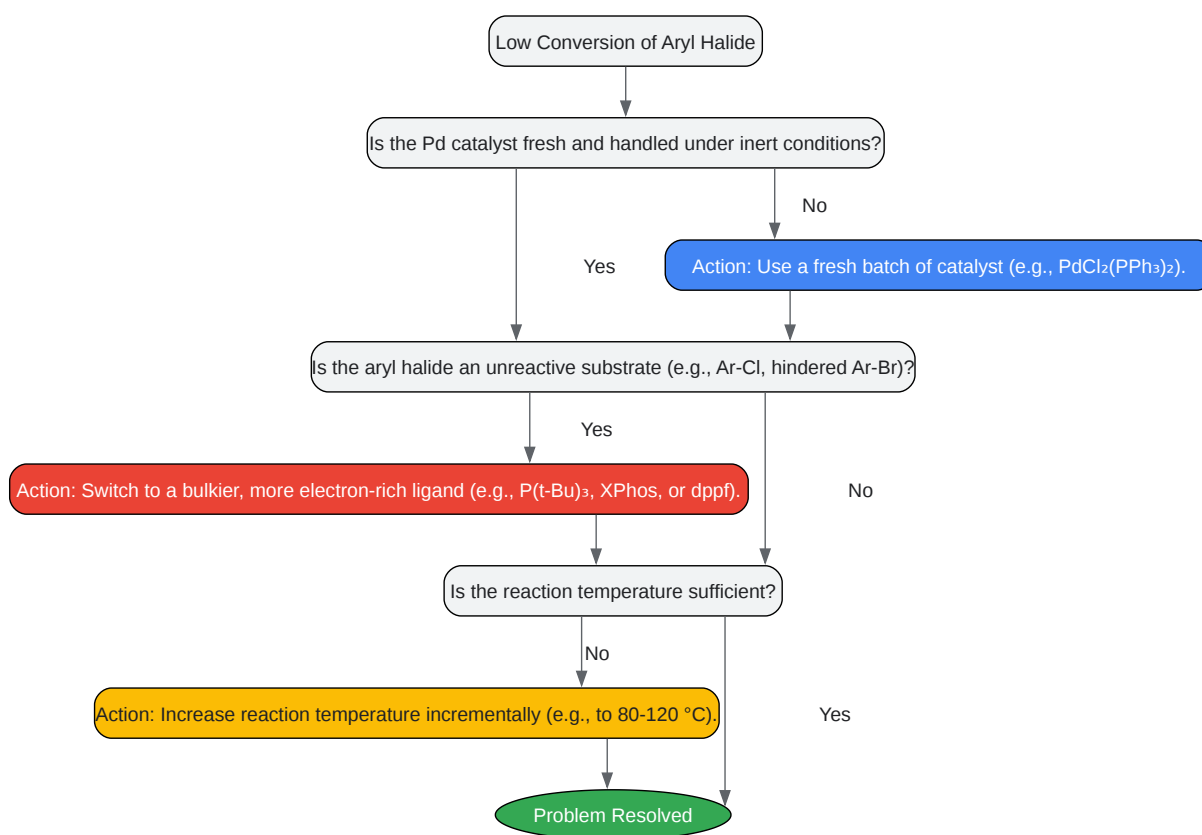 Low Conversion of Aryl Halide
Is the Pd catalyst fresh and handled under inert conditions?
No
Yes
Action: Use a fresh batch of catalyst (e.g., PdCl₂(PPh₃)₂).
Is the aryl halide an unreactive substrate (e.g., Ar-Cl, hindered Ar-Br)?
Yes
Action: Switch to a bulkier, more electron-rich ligand (e.g., P(t-Bu)₃, XPhos, or dppf).
No
Is the reaction temperature sufficient?
No
Action: Increase reaction temperature incrementally (e.g., to 80-120 °C).
Yes
Problem Resolved